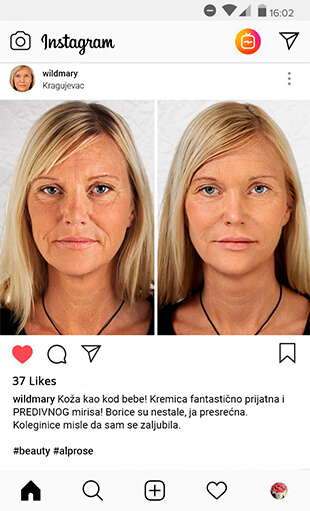 16:02
Instagram
wildmary
Kragujevac
37 Likes
wildmary Koža kao kod bebe! Kremica fantastično prijatna i
PREDIVNOG mirisa! Borice su nestale, ja presrećna.
Koleginice misle da sam se zaljubila.
#beauty #alprose